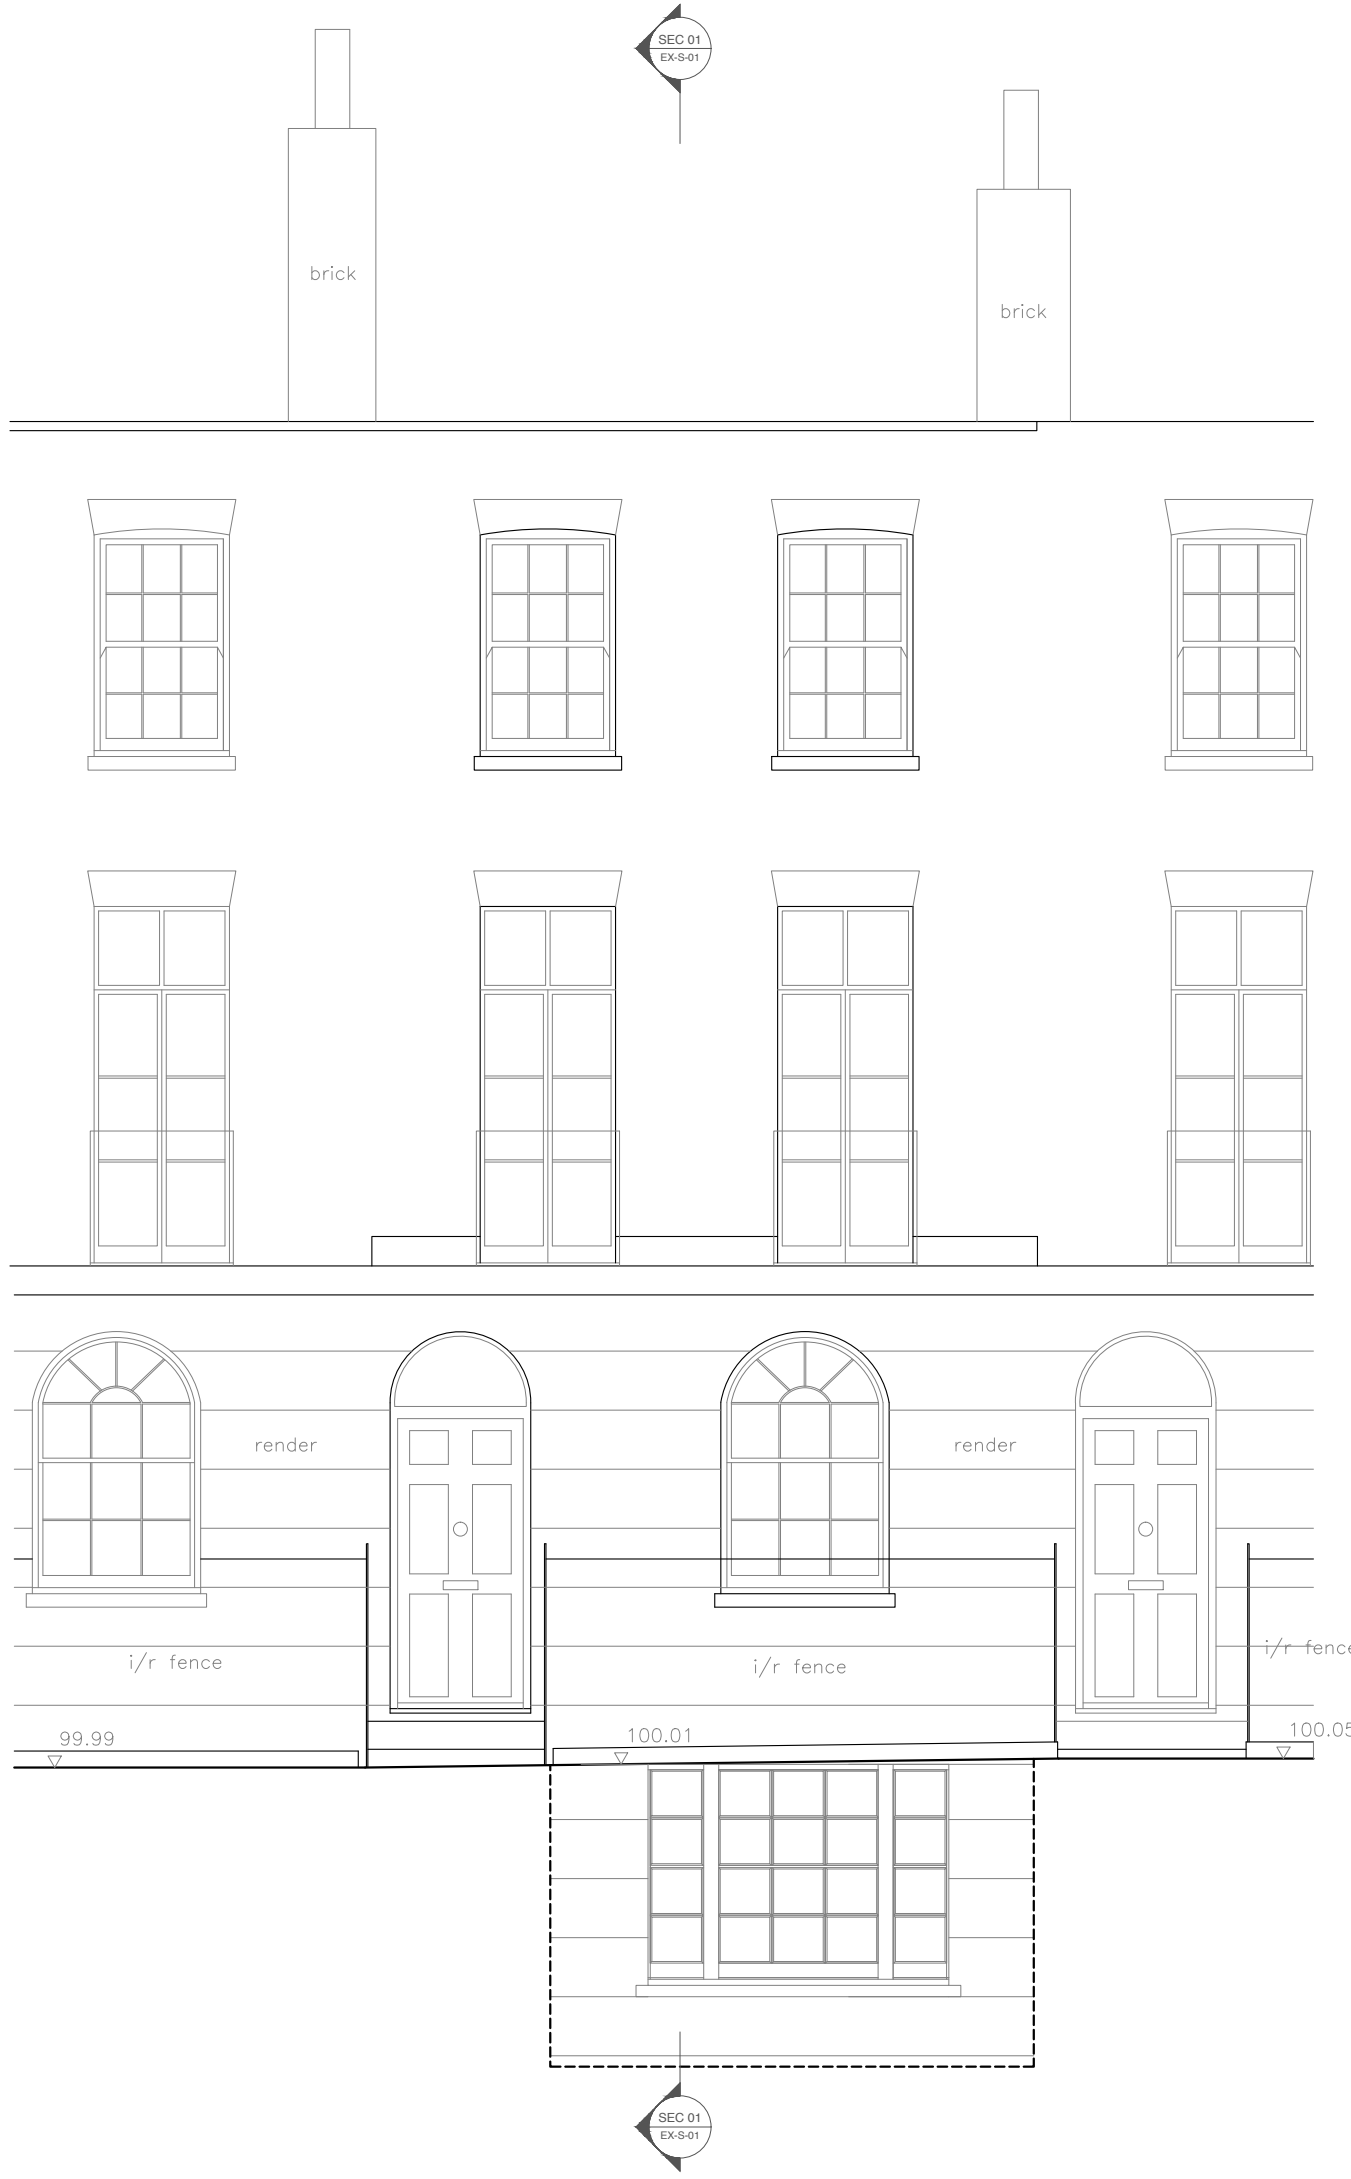 SEC 01
EX-S-01
brick
brick
render
render
i/r fence
i/r fence
i/r fence
99.99
100.01
100.05
SEC 01
EX-S-01